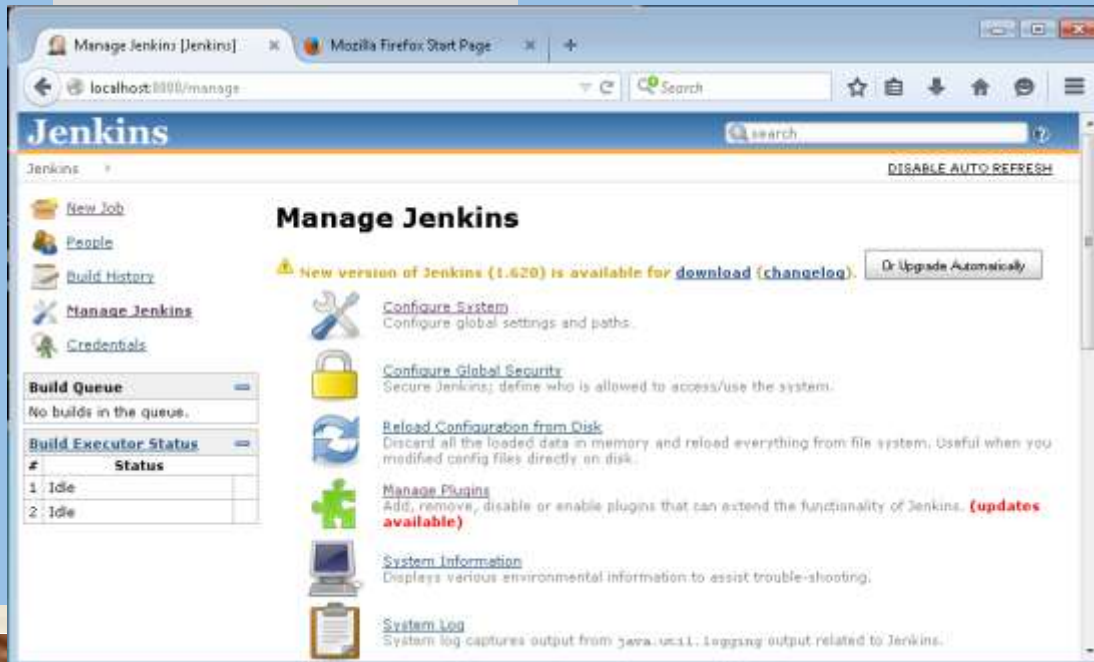 Manage Jenkins [Jenkins]
Mozilla Firefox Start Page
localhost:8080/manage
Search
Jenkins
search
Jenkins
DISABLE AUTO REFRESH
New Job
People
Build History
Manage Jenkins
Credentials
Build Queue
No builds in the queue.
Build Executor Status
# Status
1 Idle
2 Idle
Manage Jenkins
New version of Jenkins (1.620) is available for download (changelog).
Or Upgrade Automatically
Configure System
Configure global settings and paths.
Configure Global Security
Secure Jenkins; define who is allowed to access/use the system.
Reload Configuration from Disk
Discard all the loaded data in memory and reload everything from file system. Useful when you
modified config files directly on disk.
Manage Plugins
Add, remove, disable or enable plugins that can extend the functionality of Jenkins. (updates
available)
System Information
Displays various environmental information to assist trouble-shooting.
System Log
System log captures output from java.util.logging output related to Jenkins.